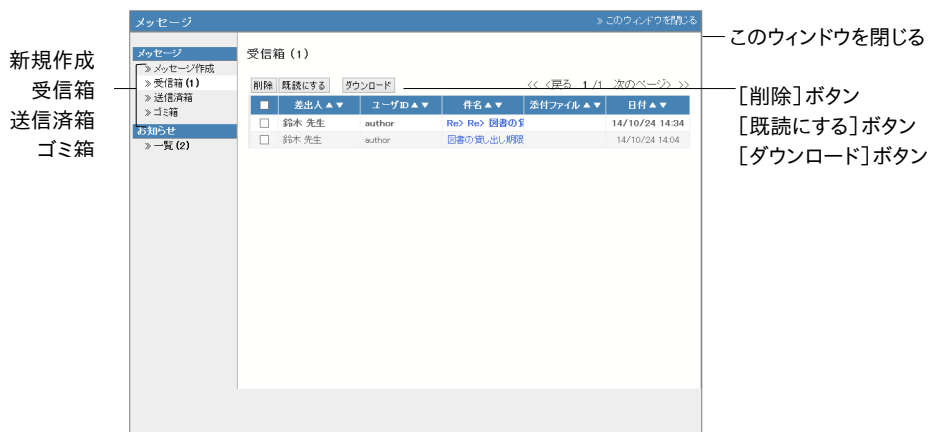 メッセージ
» このウィンドウを閉じる
このウィンドウを閉じる
新規作成
受信箱
送信済箱
ゴミ箱
メッセージ
» メッセージ作成
» 受信箱 (1)
» 送信済箱
» ゴミ箱
お知らせ
» 一覧 (2)
受信箱 (1)
削除 既読にする ダウンロード << <戻る 1 /1 次のページ> >>
差出人▲▼ ユーザID▲▼ 件名▲▼ 添付ファイル▲▼ 日付▲▼
鈴木 先生 author Re> Re> 図書の 14/10/24 14:34
鈴木 先生 author 図書の貸し出し期限 14/10/24 14:04
[削除]ボタン
[既読にする]ボタン
[ダウンロード]ボタン